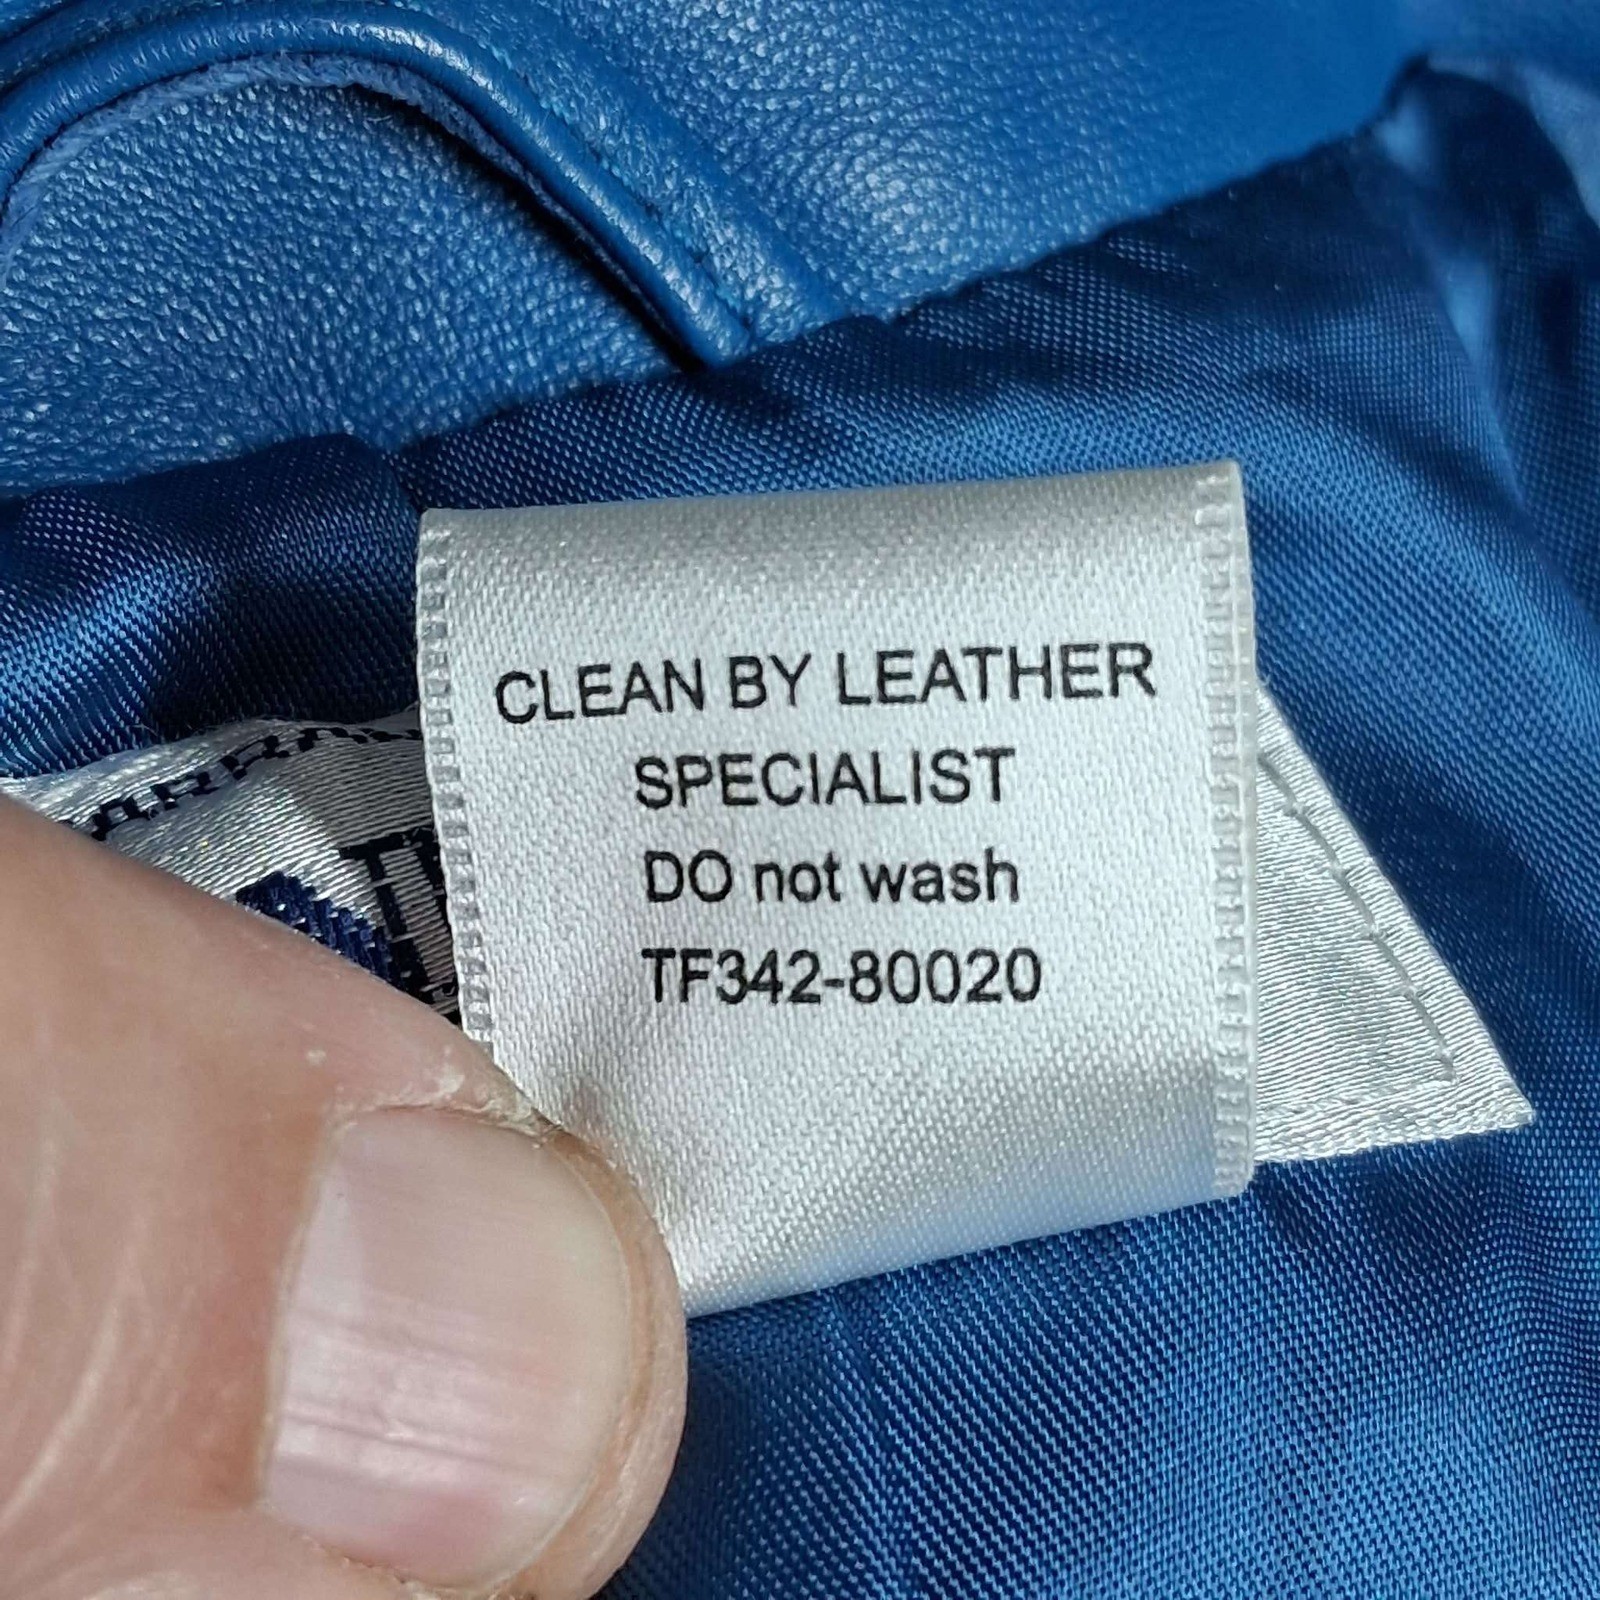 CLEAN BY LEATHER
SPECIALIST
DO not wash
TF342-80020